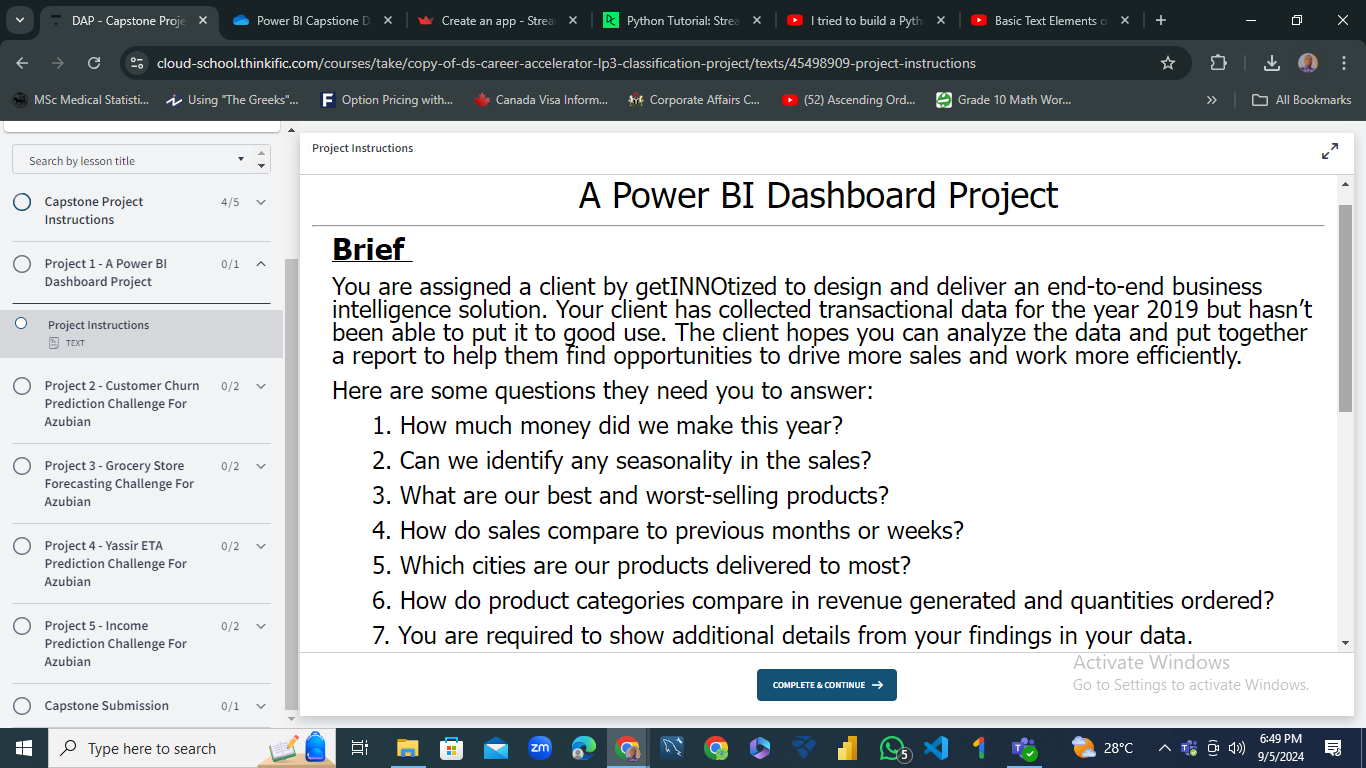 DAP - Capstone Proje
Power BI Capstione D
Create an app - Strea
Python Tutorial: Strea
I tried to build a Pyth
Basic Text Elements o
cloud-school.thinkific.com/courses/take/copy-of-ds-career-accelerator-lp3-classification-project/texts/45498909-project-instructions
MSc Medical Statisti...
Using "The Greeks"...
Option Pricing with...
Canada Visa Inform...
Corporate Affairs C...
(52) Ascending Ord...
Grade 10 Math Wor...
All Bookmarks
Search by lesson title
Capstone Project
Instructions
4/5
Project 1 - A Power BI
Dashboard Project
0/1
Project Instructions
TEXT
Project 2 - Customer Churn
Prediction Challenge For
Azubian
0/2
Project 3 - Grocery Store
Forecasting Challenge For
Azubian
0/2
Project 4 - Yassir ETA
Prediction Challenge For
Azubian
0/2
Project 5 - Income
Prediction Challenge For
Azubian
0/2
Capstone Submission
0/1
Project Instructions
A Power BI Dashboard Project
Brief
You are assigned a client by getINNOtized to design and deliver an end-to-end business
intelligence solution. Your client has collected transactional data for the year 2019 but hasn’t
been able to put it to good use. The client hopes you can analyze the data and put together
a report to help them find opportunities to drive more sales and work more efficiently.
Here are some questions they need you to answer:
1. How much money did we make this year?
2. Can we identify any seasonality in the sales?
3. What are our best and worst-selling products?
4. How do sales compare to previous months or weeks?
5. Which cities are our products delivered to most?
6. How do product categories compare in revenue generated and quantities ordered?
7. You are required to show additional details from your findings in your data.
COMPLETE & CONTINUE
Activate Windows
Go to Settings to activate Windows.
Type here to search
zm
5
28°C
6:49 PM
9/5/2024